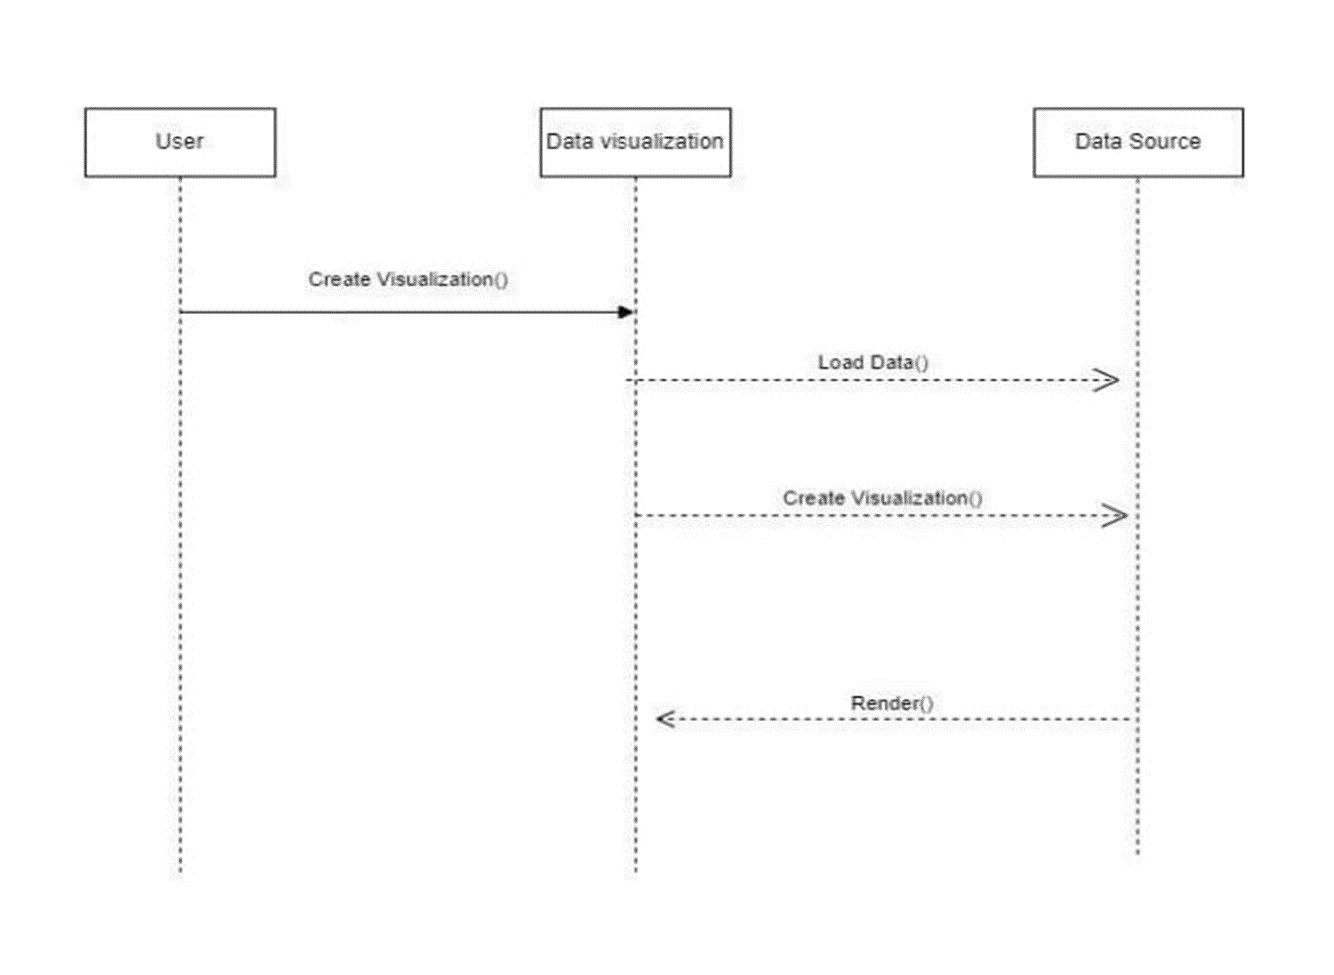 User
Data visualization
Data Source
Create Visualization()
Load Data()
Create Visualization()
Render()